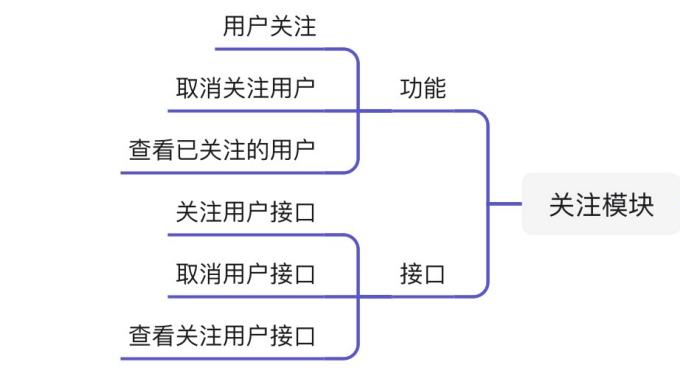 用户关注
取消关注用户
功能
查看已关注的用户
关注模块
关注用户接口
取消用户接口
接口
查看关注用户接口